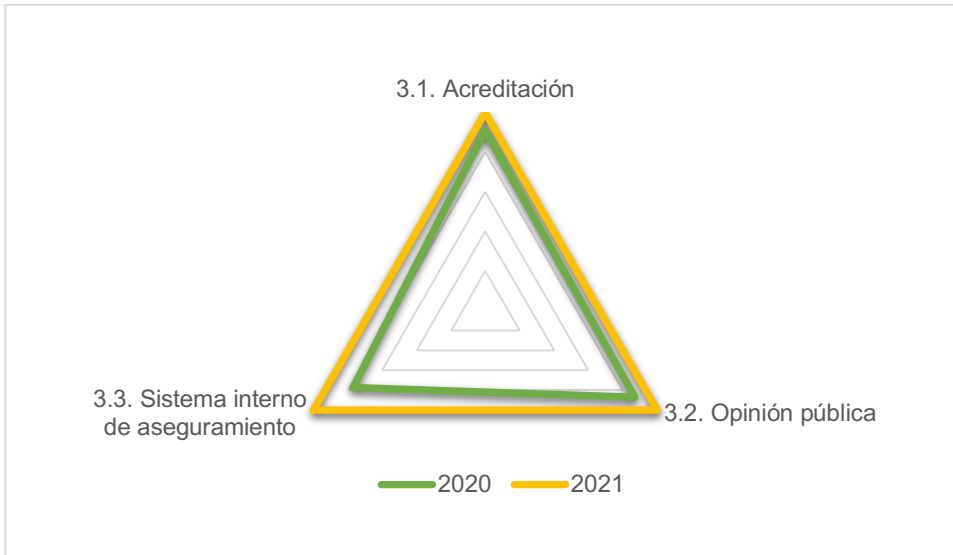 3.1. Acreditación
3.3. Sistema interno
de aseguramiento
3.2. Opinión pública
2020
2021